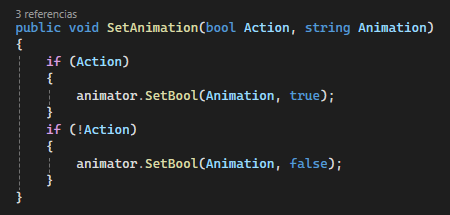 3 referencias
public void SetAnimation(bool Action, string Animation)
{
if (Action)
{
animator.SetBool(Animation, true);
}
if (!Action)
{
animator.SetBool(Animation, false);
}
}